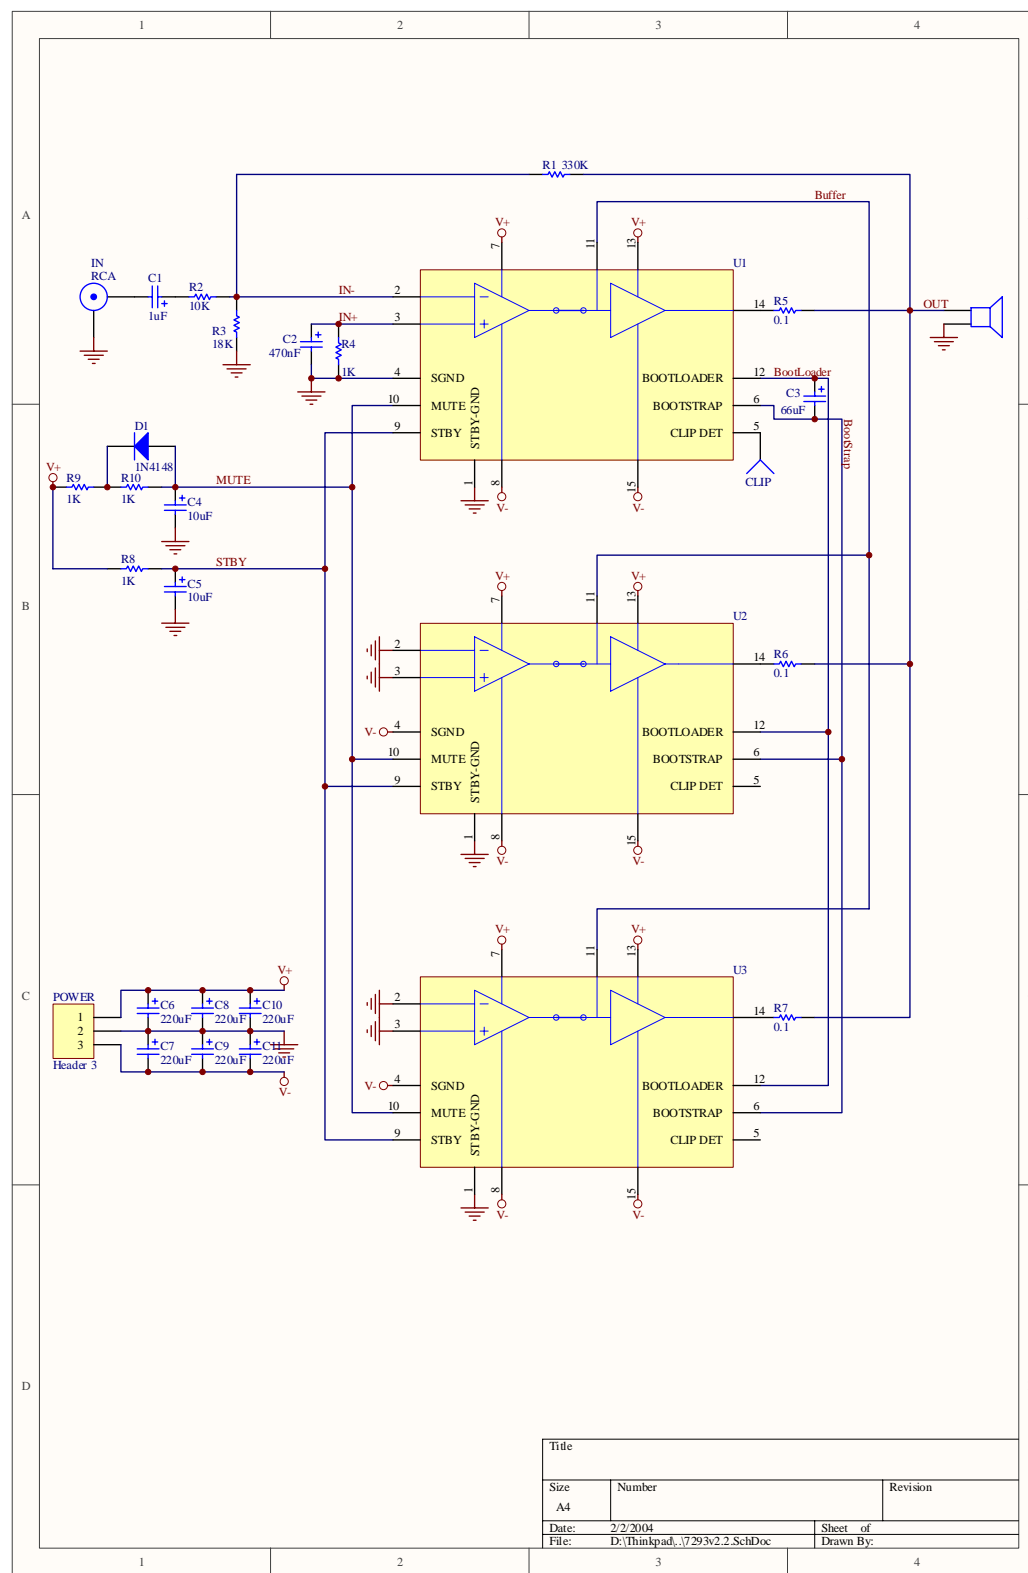 1 2 3 4
A
R1 330K
Buffer
V+ V+
7 11 13
U1
IN
RCA
C1
1uF
R2
10K
R3
18K
IN- 2
IN+ 3
C2
470nF
R4
1K
4 SGND
10 MUTE
9 STBY
STBY-GND
14 R5
0.1
OUT
BOOTLOADER 12 BootLoader
BOOTSTRAP 6
C3
66uF
BootStrap
CLIP DET 5
CLIP
1 8 15
V- V-
D1
1N4148
V+
R9
1K
R10
1K
MUTE
C4
10uF
R8
1K
STBY
C5
10uF
B
V+ V+
7 11 13
U2
2
3
V- 4 SGND
10 MUTE
9 STBY
STBY-GND
14 R6
0.1
BOOTLOADER 12
BOOTSTRAP 6
CLIP DET 5
1 8 15
V- V-
C
V+ V+
7 11 13
U3
2
3
V- 4 SGND
10 MUTE
9 STBY
STBY-GND
14 R7
0.1
BOOTLOADER 12
BOOTSTRAP 6
CLIP DET 5
1 8 15
V- V-
POWER
1
2
3
Header 3
V+
C6
220uF
C8
220uF
C10
220uF
C7
220uF
C9
220uF
C11
220uF
V-
D
Title
Size Number Revision
A4
Date: 2/2/2004 Sheet of
File: D:\Thinkpad\..\7293v2.2.SchDoc Drawn By:
1 2 3 4